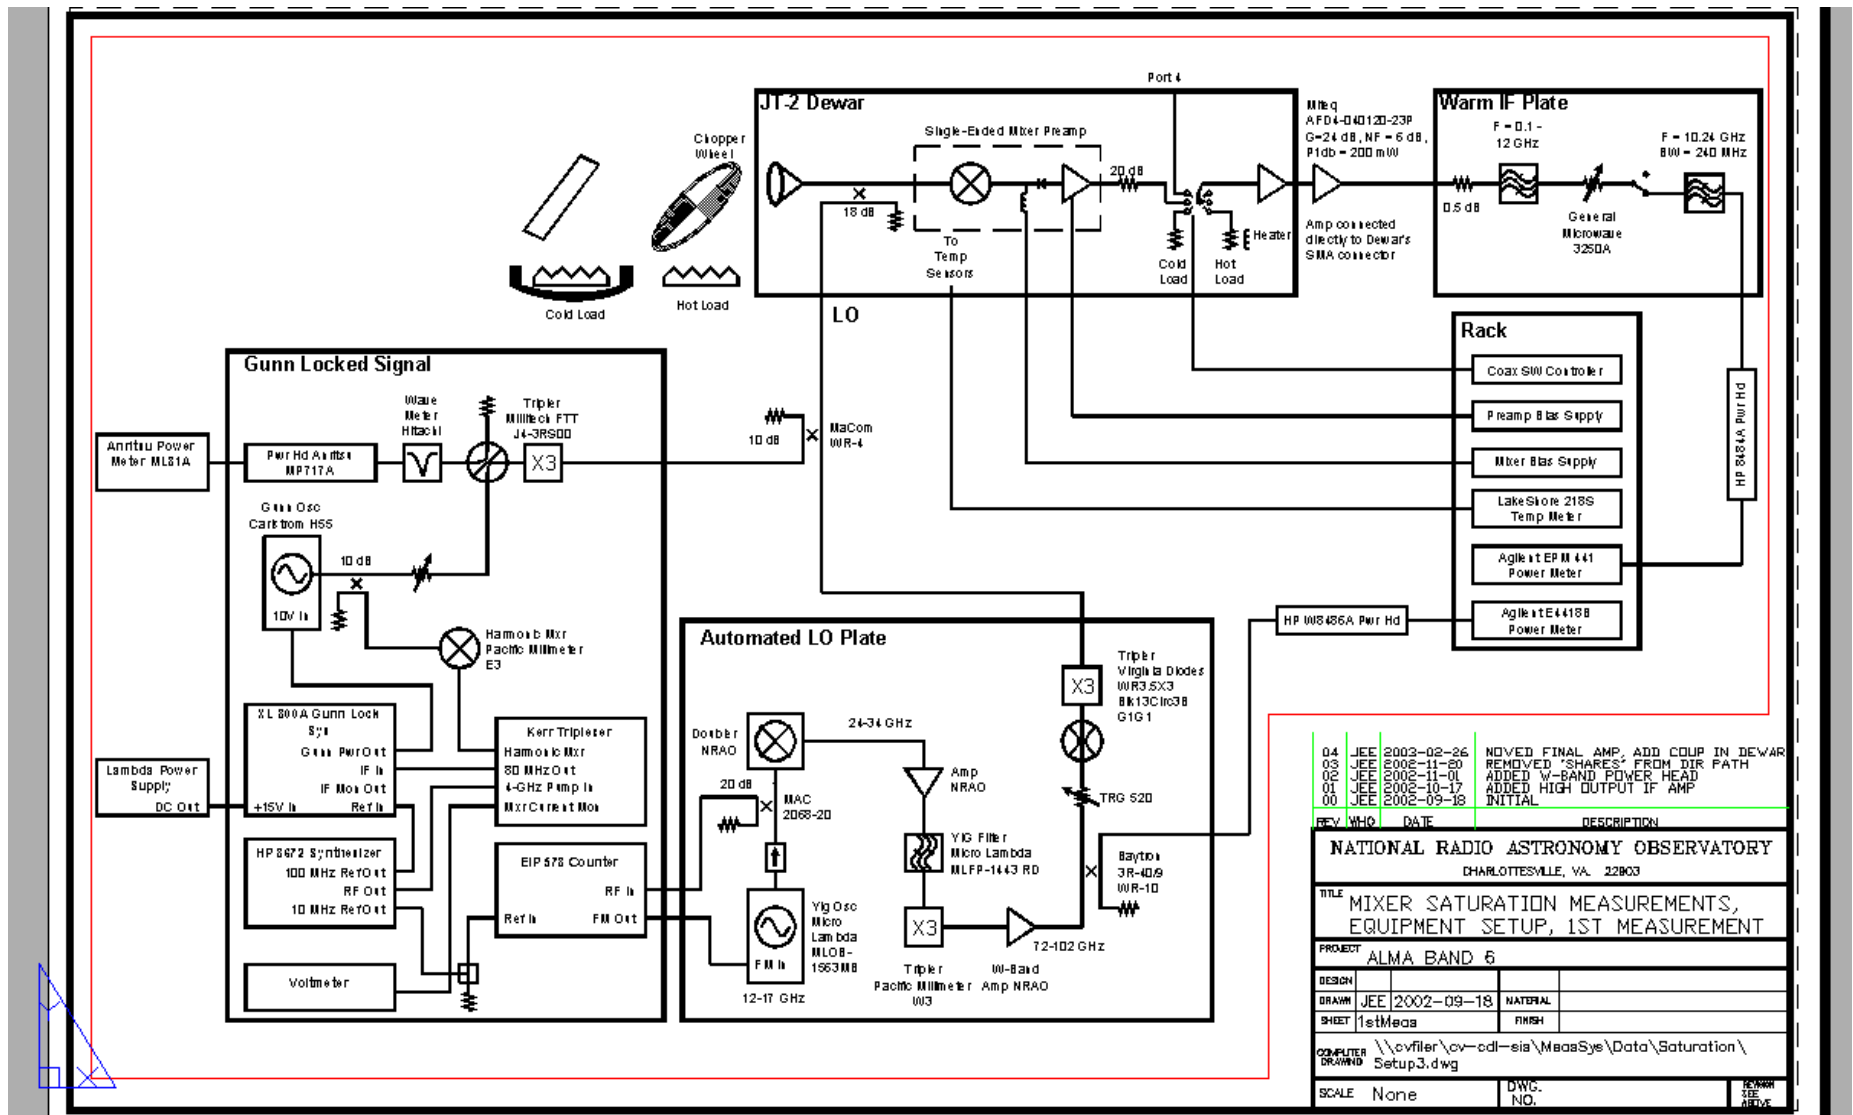 Port 4
JT-2 Dewar
Single-Ended Mixer Preamp
18 dB
20 dB
To
Temp
Sensors
Cold
Load
Hot
Load
Heater
Miteq
AFD4-040120-23P
G=24 dB, NF = 6 dB,
P1db = 200 mW
Amp connected
directly to Dewar's
SMA connector
Warm IF Plate
F = 0.1 -
12 GHz
F = 10.24 GHz
BW = 240 MHz
0.5 dB
General
Microwave
3250A
Chopper
Wheel
Cold Load
Hot Load
LO
Rack
Coax SW Controller
Preamp Bias Supply
Mixer Bias Supply
LakeShore 218S
Temp Meter
Agilent EPM 441
Power Meter
Agilent E4418B
Power Meter
HP 8484A Pwr Hd
HP W8486A Pwr Hd
Gunn Locked Signal
Wave
Meter
Hitachi
Tripler
Millitech FTT
J4-3RS00
Anritsu Power
Meter ML81A
Pwr Hd Anritsu
MP717A
X3
10 dB
MaCom
WR-4
Gunn Osc
Carlstrom H55
10 dB
10V In
Harmonic Mxr
Pacific Millimeter
E3
XL 800A Gunn Lock
Sys
Gunn Pwr Out
IF In
IF Mon Out
+15V In
Ref In
Lambda Power
Supply
DC Out
Kerr Triplexer
Harmonic Mxr
80 MHz Out
4-GHz Pump In
Mxr Current Mon
HP 8672 Synthesizer
100 MHz Ref Out
RF Out
10 MHz Ref Out
EIP 578 Counter
RF In
Ref In
FM Out
Voltmeter
Automated LO Plate
Doubler
NRAO
24-34 GHz
20 dB
MAC
2068-20
Amp
NRAO
YIG Filter
Micro Lambda
MLFP-1443 RD
Yig Osc
Micro
Lambda
MLOB-
1563MB
FM In
12-17 GHz
X3
Tripler
Pacific Millimeter
W3
W-Band
Amp NRAO
72-102 GHz
Tripler
Virginia Diodes
WR3.5X3
Blk13Circ3B
G1G1
X3
TRG 520
Baytron
3R-40/9
WR-10
04 JEE 2003-02-26 MOVED FINAL AMP, ADD COUP IN DEWAR
03 JEE 2002-11-20 REMOVED 'SHARES' FROM DIR PATH
02 JEE 2002-11-01 ADDED W-BAND POWER HEAD
01 JEE 2002-10-17 ADDED HIGH OUTPUT IF AMP
00 JEE 2002-09-18 INITIAL
REV WHO DATE DESCRIPTION
NATIONAL RADIO ASTRONOMY OBSERVATORY
CHARLOTTESVILLE, VA. 22903
TITLE MIXER SATURATION MEASUREMENTS,
EQUIPMENT SETUP, 1ST MEASUREMENT
PROJECT ALMA BAND 6
DESIGN
DRAWN JEE 2002-09-18 MATERIAL
SHEET 1stMeas FINISH
COMPUTER DRAWING \\cvfiler\cv-cdl-sis\MeasSys\Data\Saturation\
Setup3.dwg
SCALE None DWG. NO.
REVISION
SEE
ABOVE